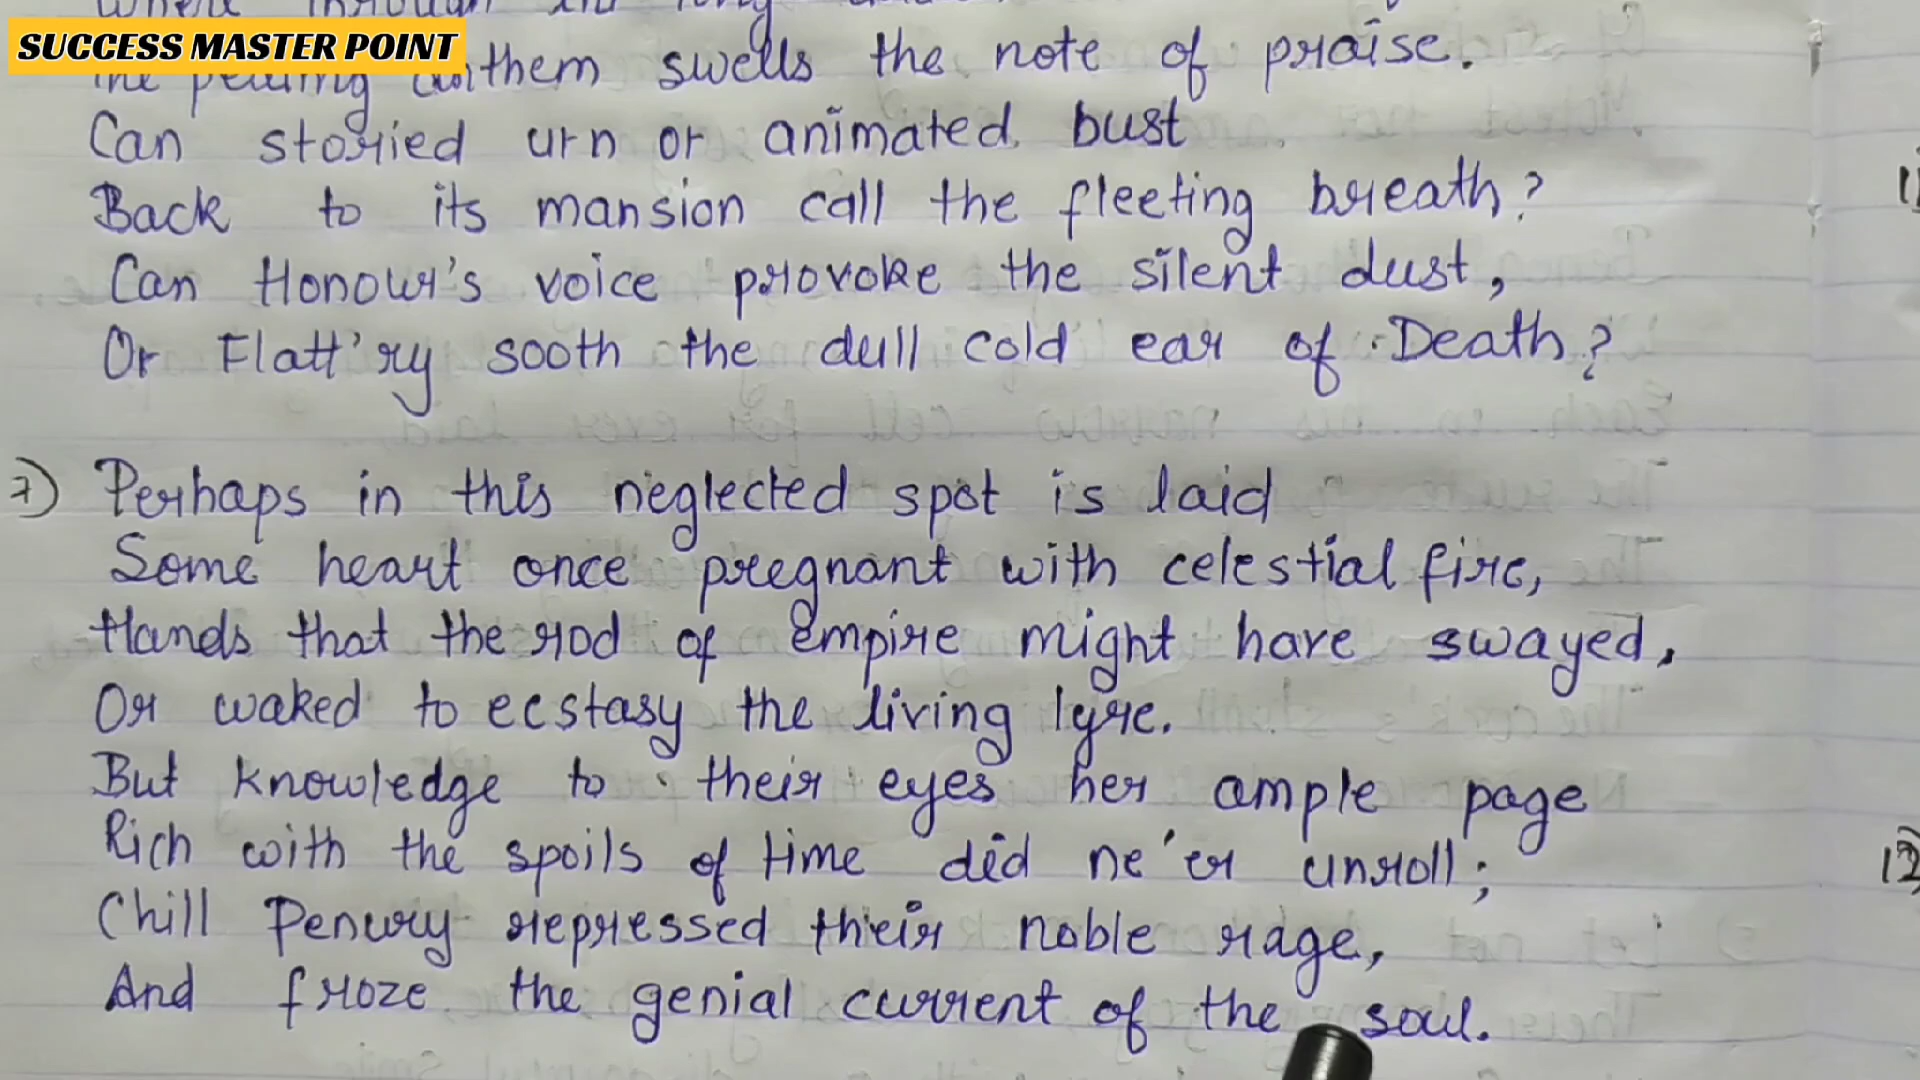 SUCCESS MASTER POINT
The pealing anthem swells the note of praise.
Can storied urn or animated bust
Back to its mansion call the fleeting breath?
Can Honour's voice provoke the silent dust,
Or Flatt'ry sooth the dull cold ear of Death?
7) Perhaps in this neglected spot is laid
Some heart once pregnant with celestial fire,
Hands that the rod of empire might have swayed,
Or waked to ecstasy the living lyre.
But knowledge to their eyes her ample page
Rich with the spoils of time did ne'er unroll;
Chill Penury repressed their noble rage,
And froze the genial current of the soul.